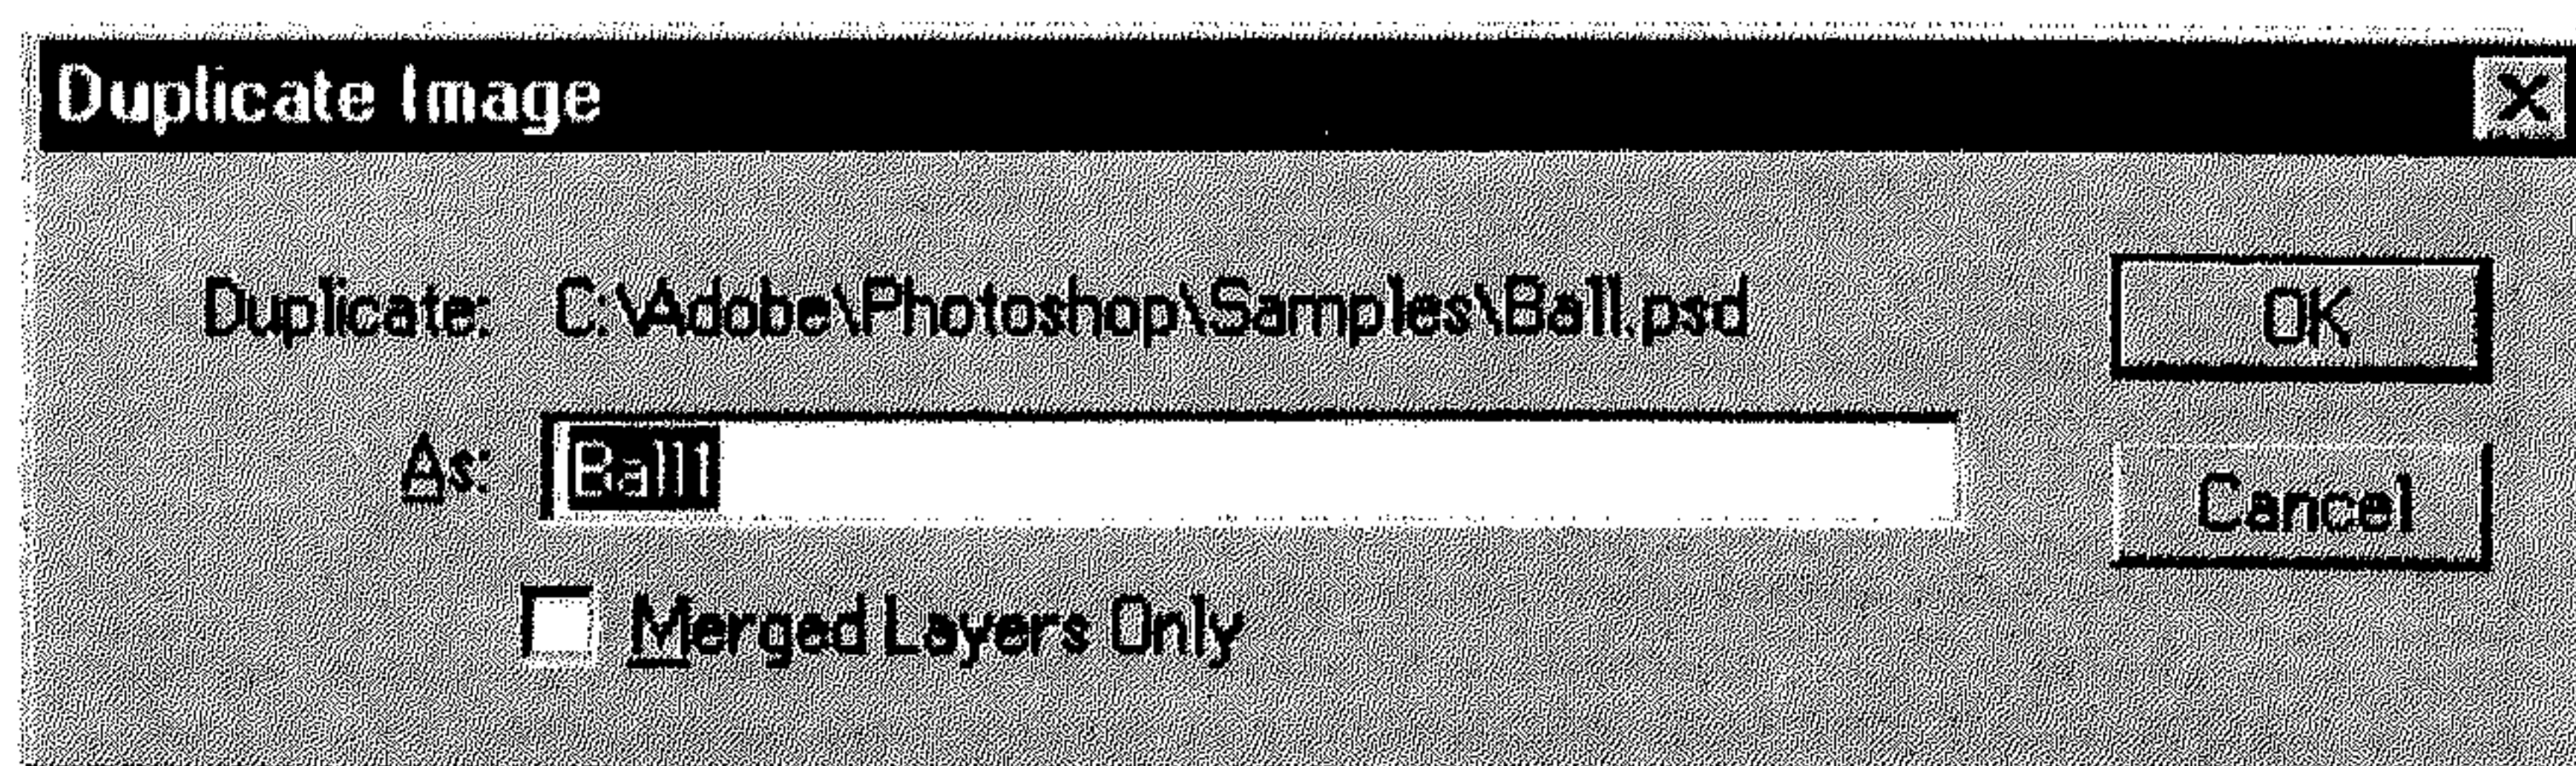 Duplicate Image
Duplicate: C:\Adobe\Photoshop\Samples\Ball.psd
OK
As: Ball1
Cancel
Merged Layers Only